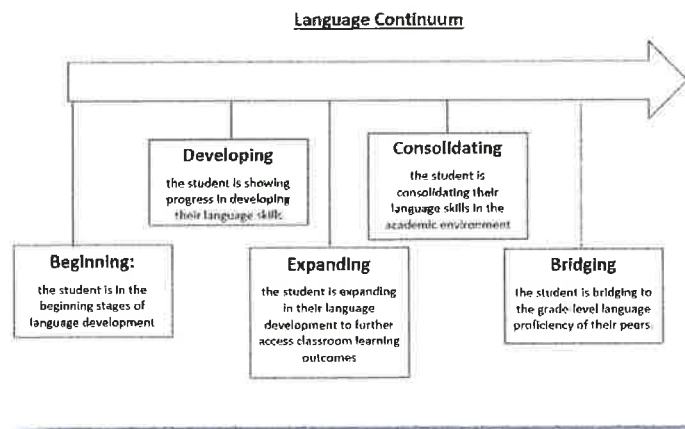 Language Continuum
Beginning:
the student is in the
beginning stages of
language development
Developing
the student is showing
progress in developing
their language skills
Expanding
the student is expanding
in their language
development to further
access classroom learning
outcomes
Consolidating
the student is
consolidating their
language skills in the
academic environment
Bridging
the student is bridging to
the grade-level language
proficiency of their peers